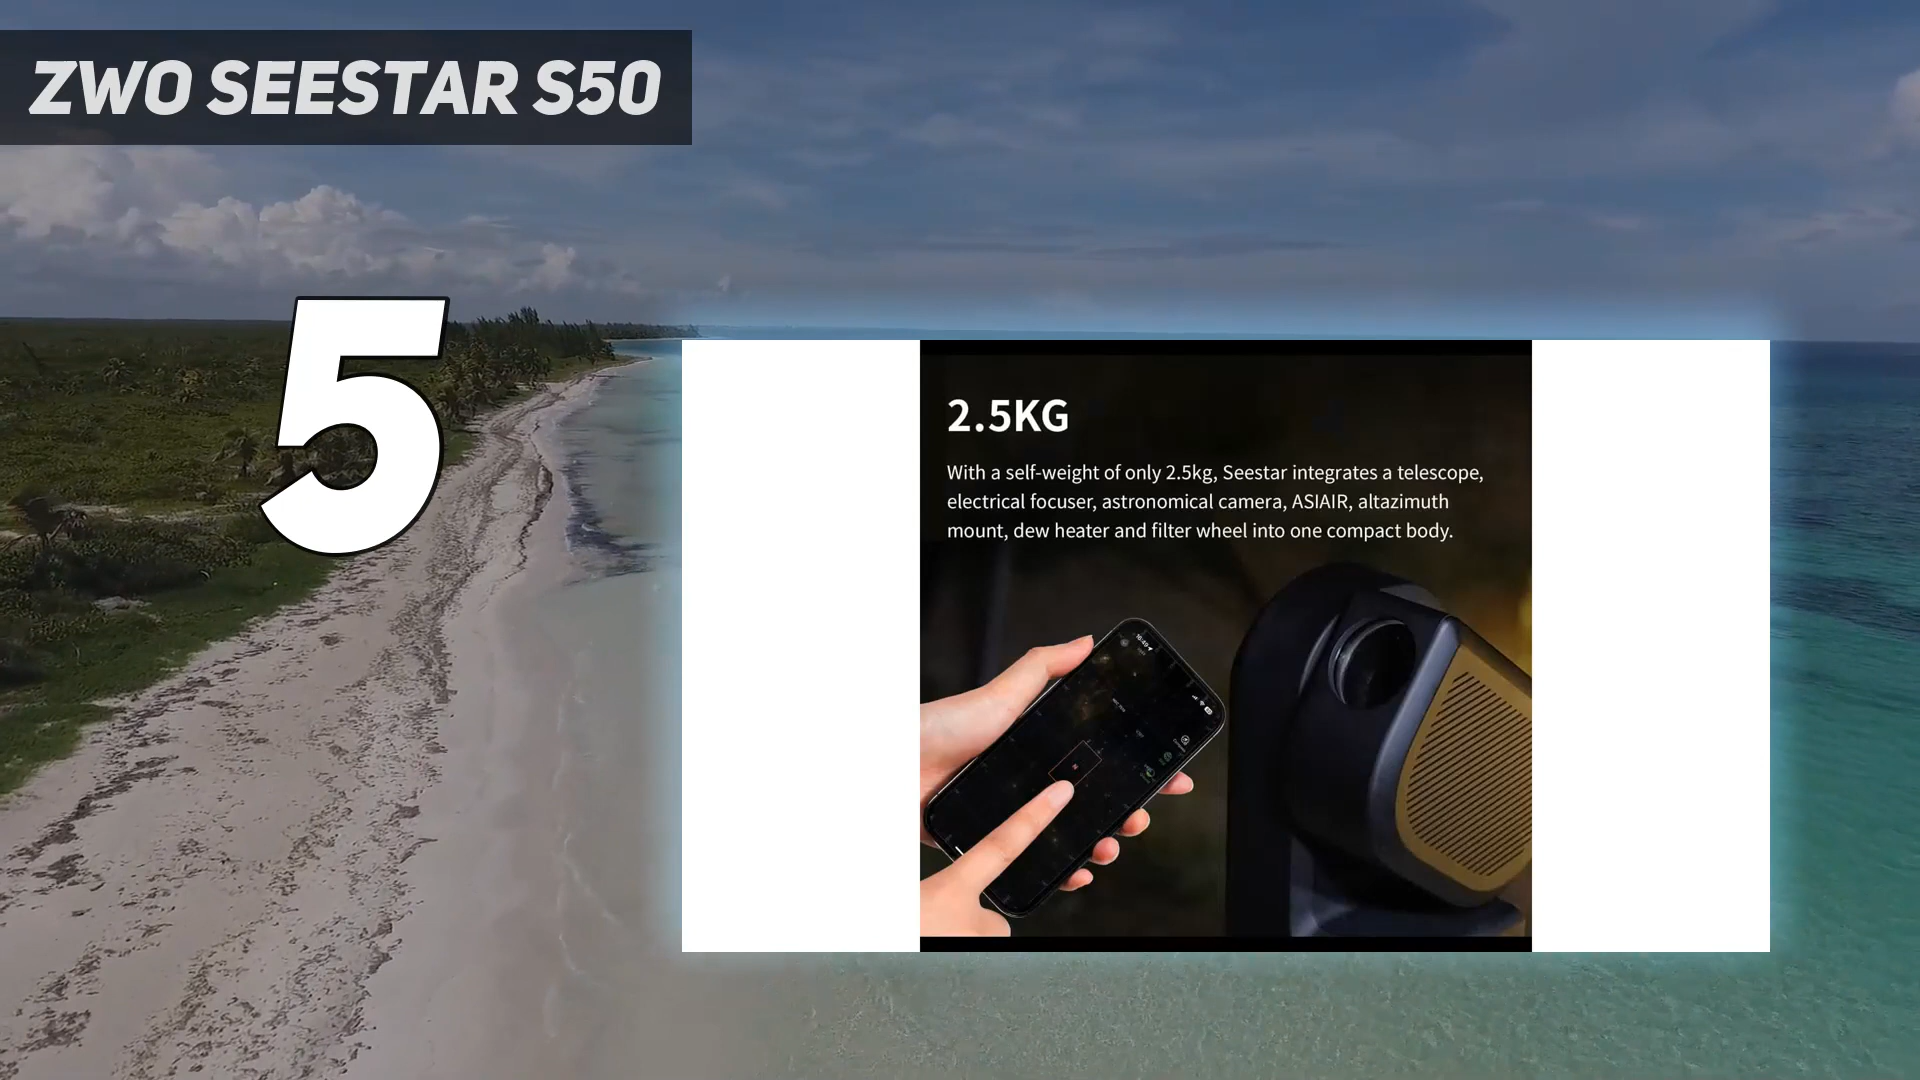 ZWO SEESTAR S50
5
2.5KG
With a self-weight of only 2.5kg, Seestar integrates a telescope,
electrical focuser, astronomical camera, ASIAIR, altazimuth
mount, dew heater and filter wheel into one compact body.